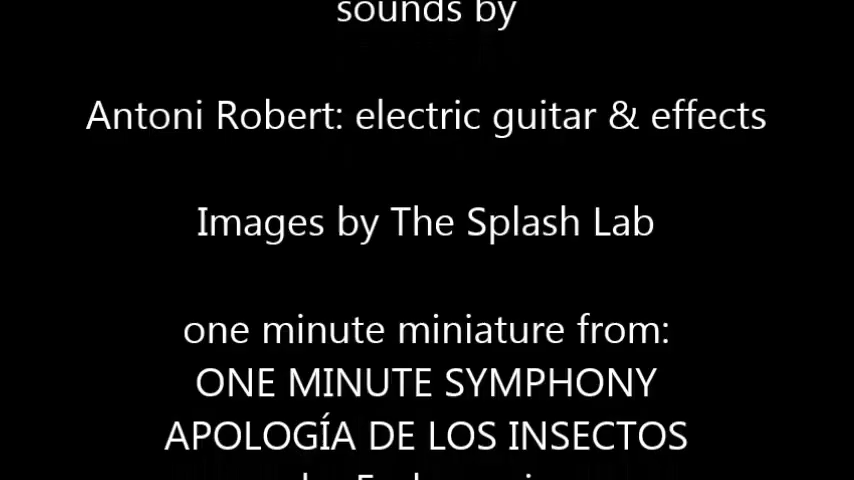 sounds by
Antoni Robert: electric guitar & effects
Images by The Splash Lab
one minute miniature from:
ONE MINUTE SYMPHONY
APOLOGÍA DE LOS INSECTOS